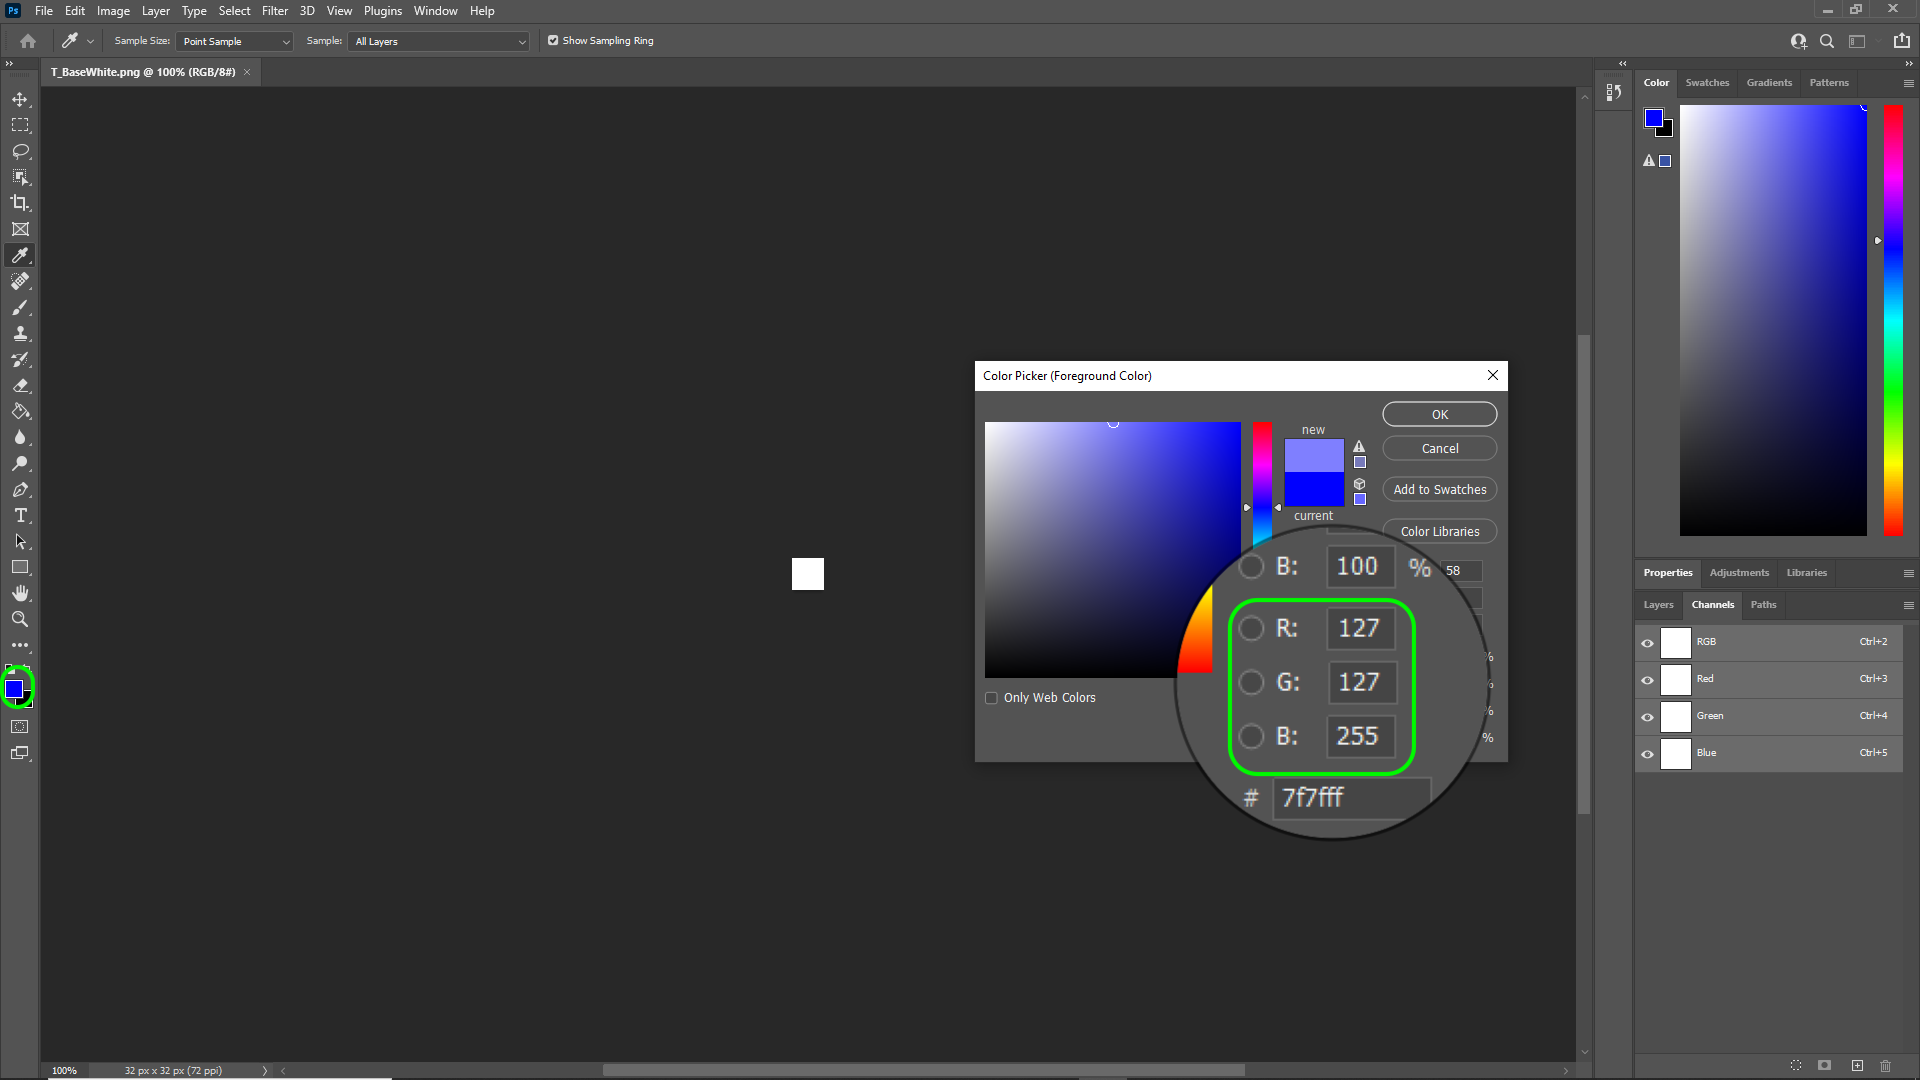 Ps File Edit Image Layer Type Select Filter 3D View Plugins Window Help
Sample Size: Point Sample Sample: All Layers Show Sampling Ring
T_BaseWhite.png @ 100% (RGB/8#) ×
Color Swatches Gradients Patterns
Color Picker (Foreground Color)
new
current
OK
Cancel
Add to Swatches
Color Libraries
B: 100 % 58
R: 127
G: 127
B: 255
# 7f7fff
%
%
%
%
Only Web Colors
Properties Adjustments Libraries
Layers Channels Paths
RGB Ctrl+2
Red Ctrl+3
Green Ctrl+4
Blue Ctrl+5
100% 32 px x 32 px (72 ppi)